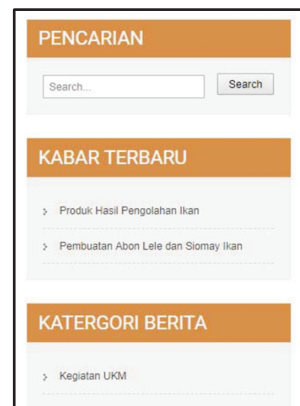 PENCARIAN
Search...
Search
KABAR TERBARU
Produk Hasil Pengolahan Ikan
Pembuatan Abon Lele dan Siomay Ikan
KATERGORI BERITA
Kegiatan UKM